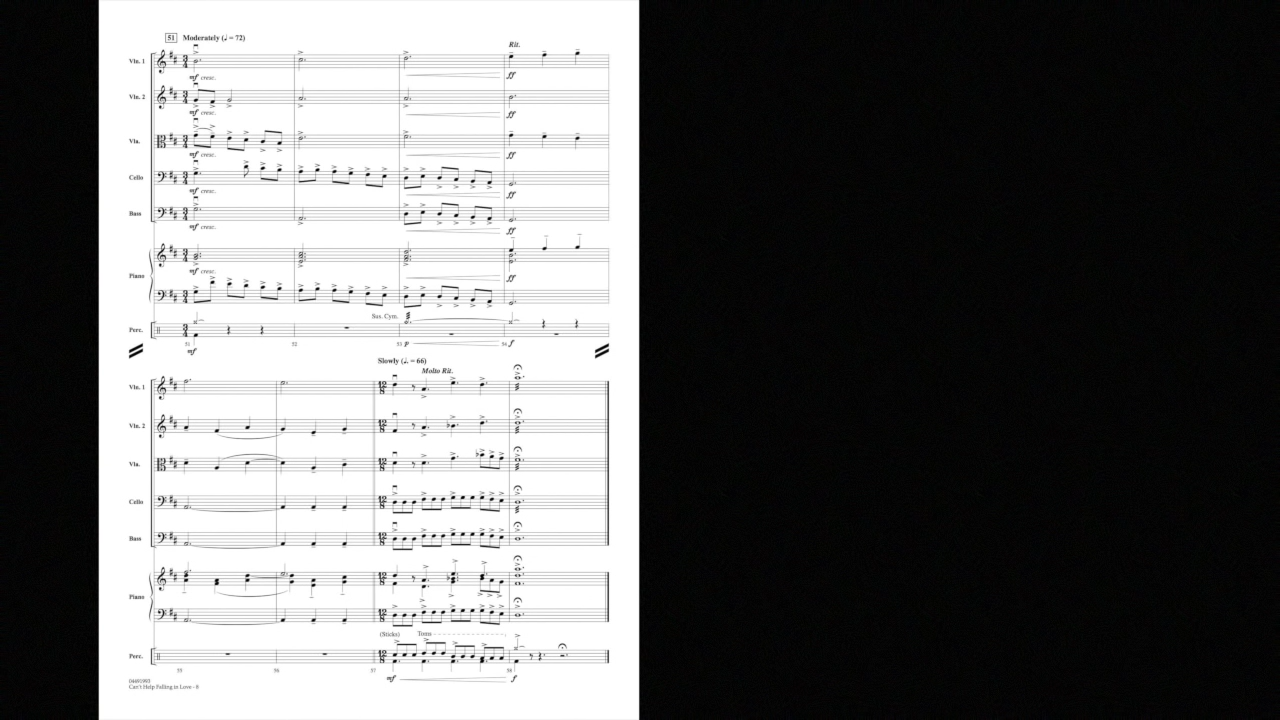 51 Moderately (♩ = 72)
Rit.
Vln. 1
mf cresc.
ff
Vln. 2
mf cresc.
ff
Vla.
mf cresc.
ff
Cello
mf cresc.
ff
Bass
mf cresc.
ff
Piano
mf cresc.
ff
Sus. Cym.
Perc.
51 52 53 54
mf p f
Slowly (♩. = 66)
Molto Rit.
Vln. 1
Vln. 2
Vla.
Cello
Bass
Piano
(Sticks) Toms
Perc.
55 56 57 58
mf f
04491993
Can't Help Falling in Love - 8